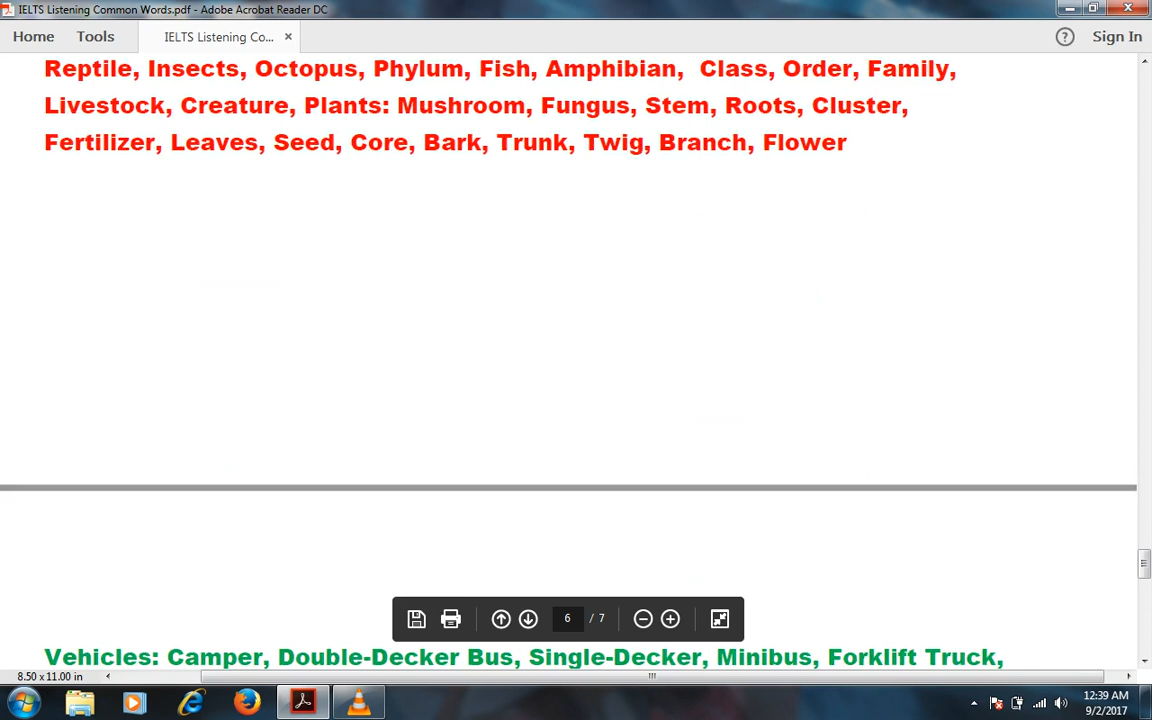 IELTS Listening Common Words.pdf - Adobe Acrobat Reader DC
Home Tools IELTS Listening Co... × ? Sign In
Reptile, Insects, Octopus, Phylum, Fish, Amphibian, Class, Order, Family,
Livestock, Creature, Plants: Mushroom, Fungus, Stem, Roots, Cluster,
Fertilizer, Leaves, Seed, Core, Bark, Trunk, Twig, Branch, Flower
6 / 7
Vehicles: Camper, Double-Decker Bus, Single-Decker, Minibus, Forklift Truck,
8.50 x 11.00 in
12:39 AM
9/2/2017